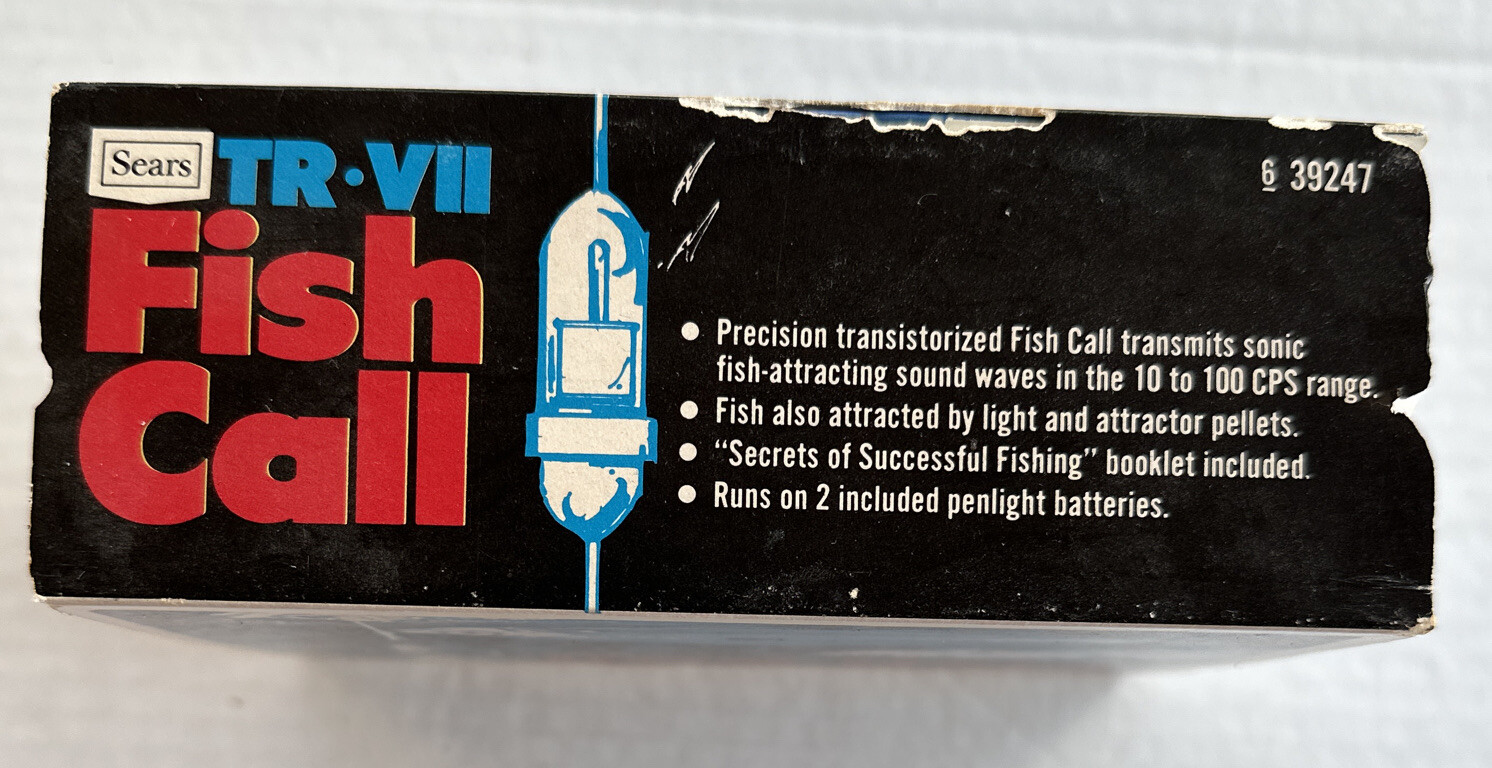 Sears TR·VII
Fish
Call
6 39247
● Precision transistorized Fish Call transmits sonic
fish-attracting sound waves in the 10 to 100 CPS range.
● Fish also attracted by light and attractor pellets.
● “Secrets of Successful Fishing” booklet included.
● Runs on 2 included penlight batteries.